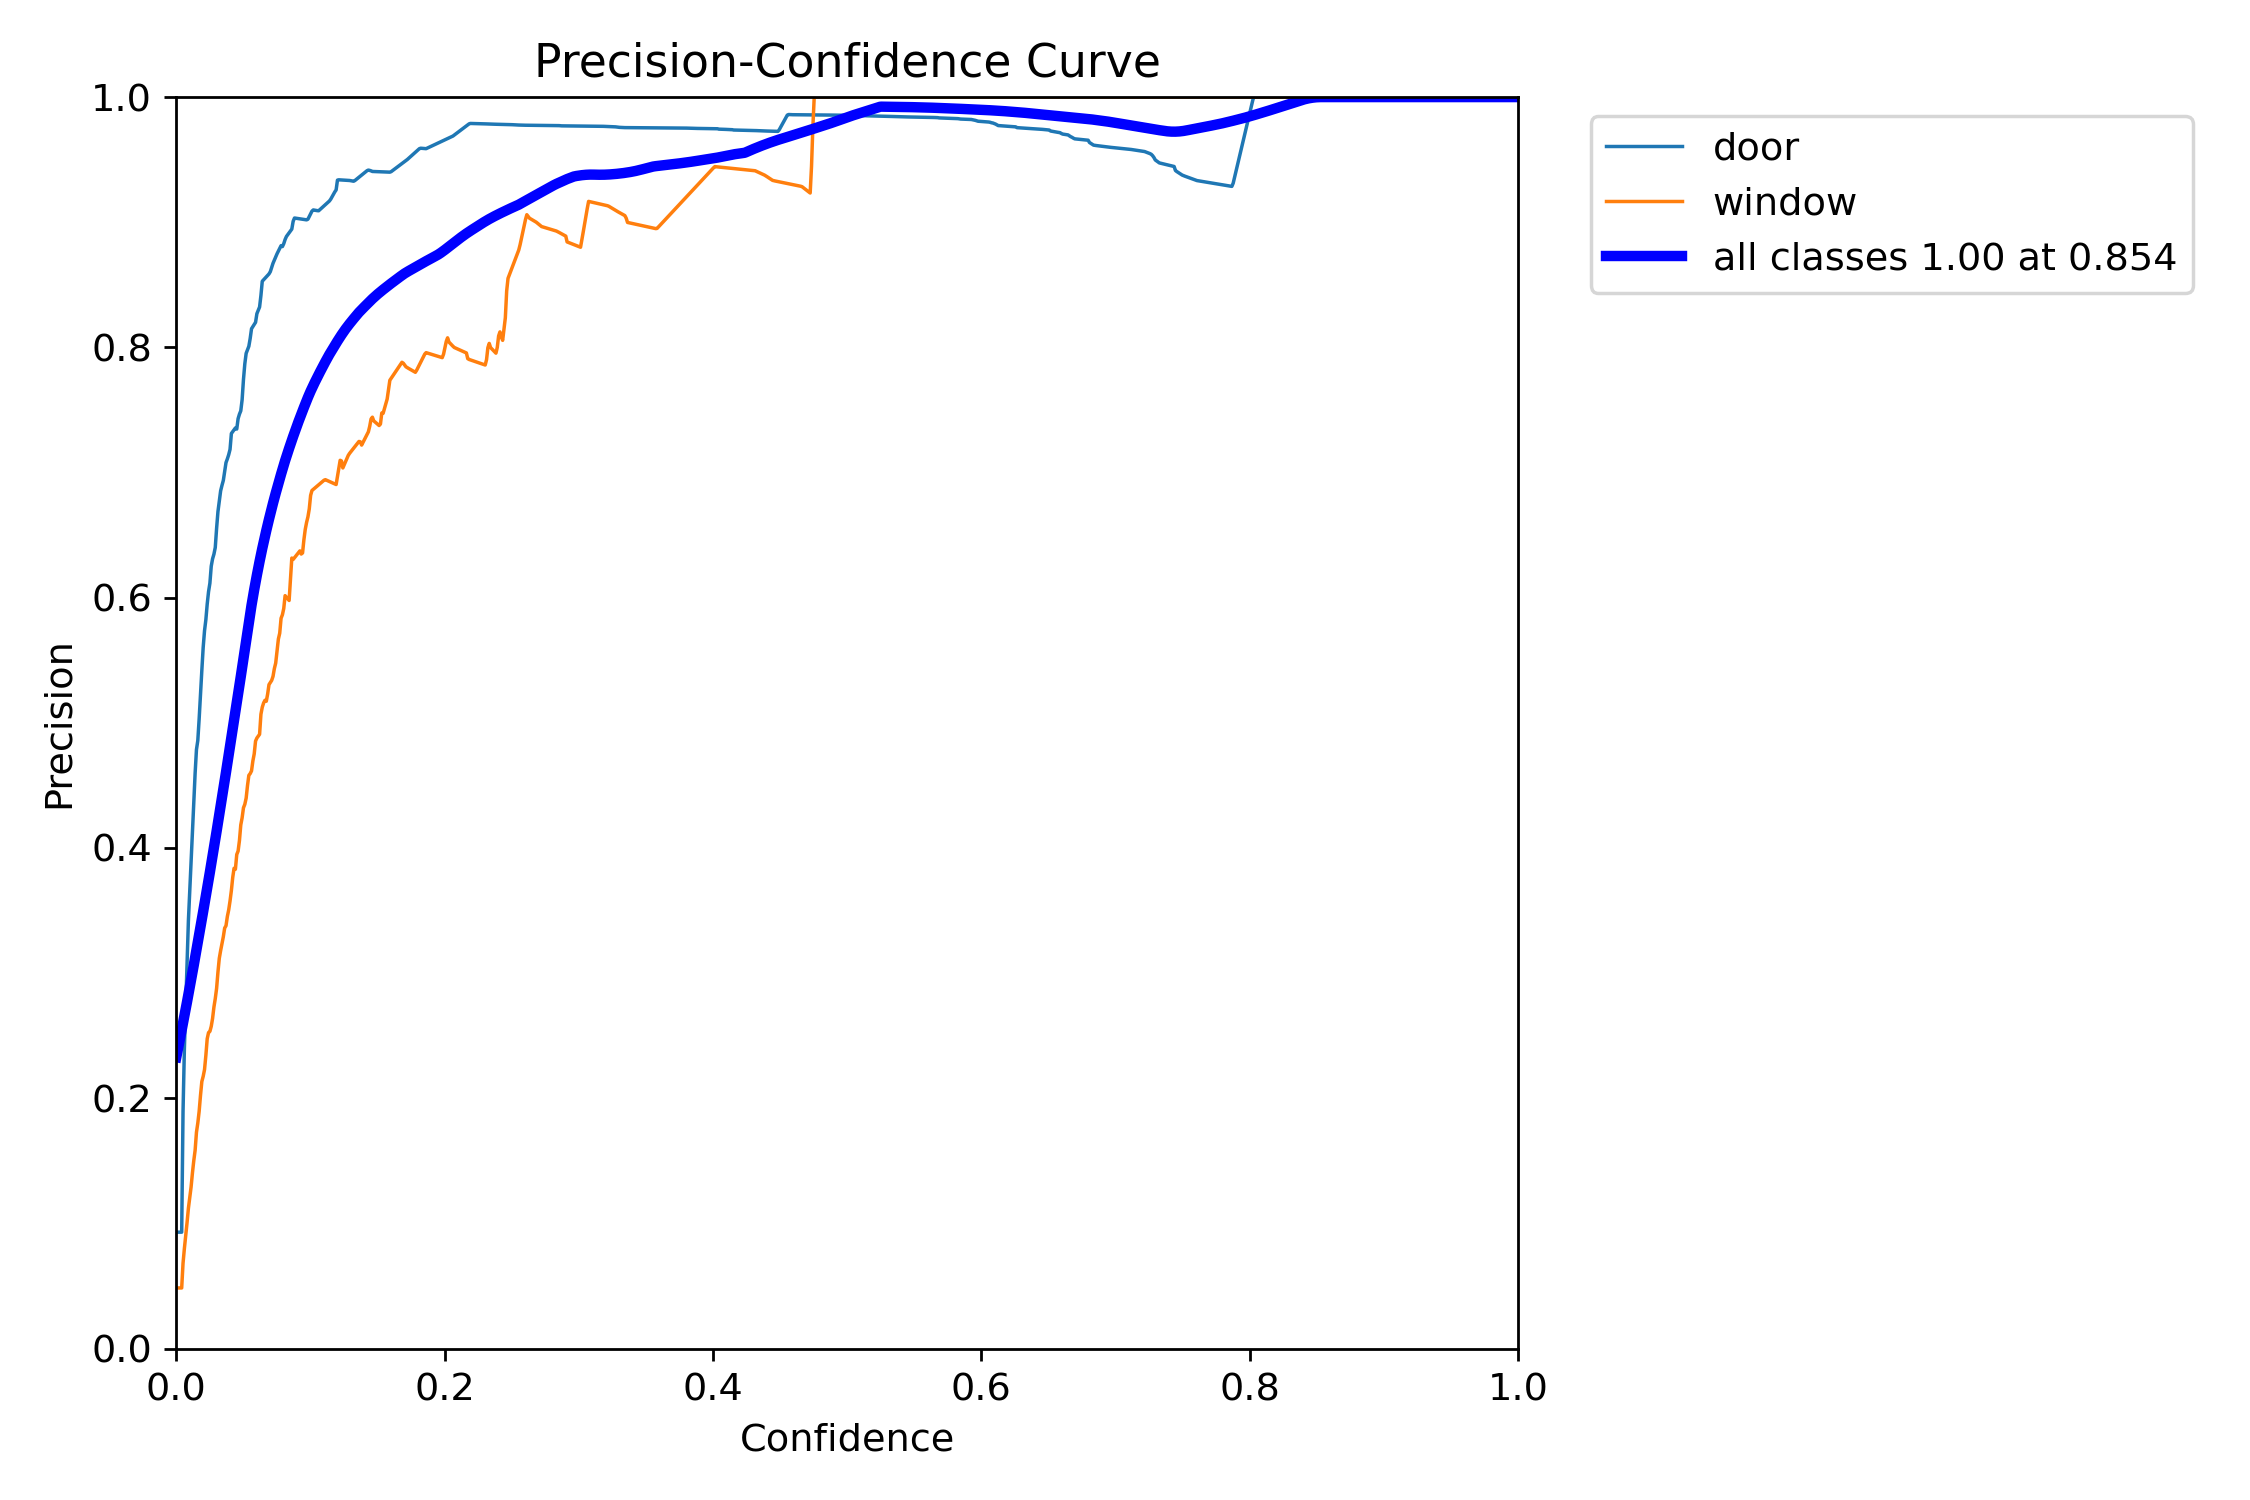 Precision-Confidence Curve
1.0
0.8
0.6
0.4
0.2
0.0
Precision
0.0 0.2 0.4 0.6 0.8 1.0
Confidence
door
window
all classes 1.00 at 0.854